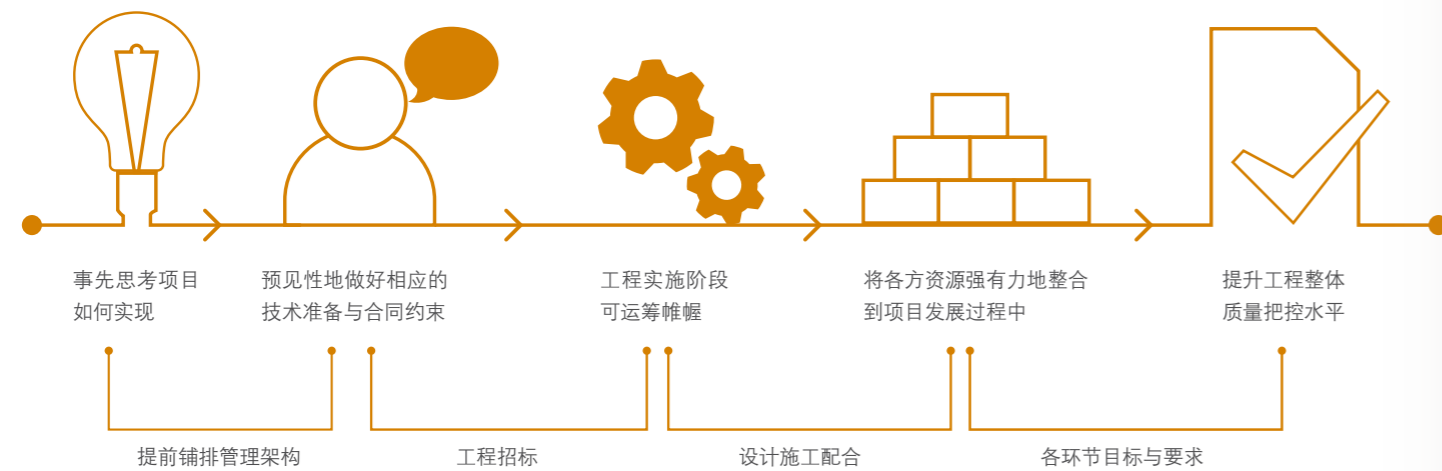 事先思考项目
如何实现
预见性地做好相应的
技术准备与合同约束
工程实施阶段
可运筹帷幄
将各方资源强有力地整合
到项目发展过程中
提升工程整体
质量把控水平
提前铺排管理架构
工程招标
设计施工配合
各环节目标与要求